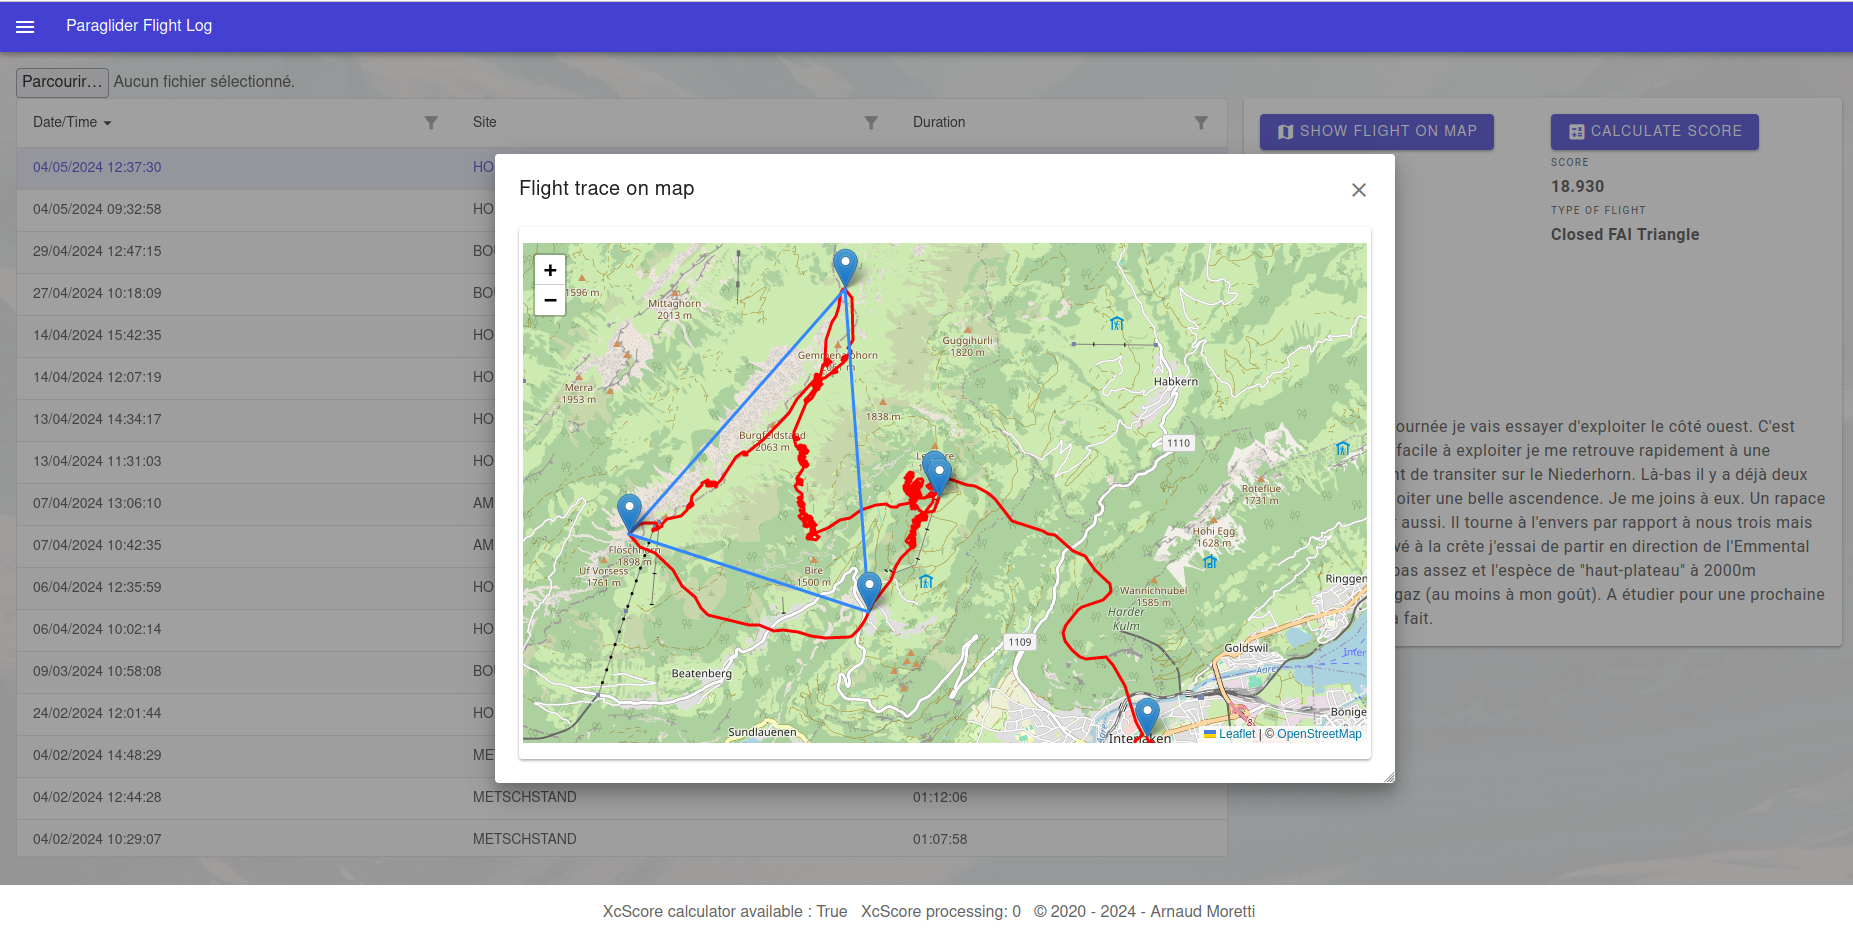 Paraglider Flight Log
Parcourir... Aucun fichier sélectionné.
Date/Time Site Duration
SHOW FLIGHT ON MAP
CALCULATE SCORE
SCORE
18.930
TYPE OF FLIGHT
Closed FAI Triangle
04/05/2024 12:37:30 HO
04/05/2024 09:32:58 HO
29/04/2024 12:47:15 BO
27/04/2024 10:18:09 BO
14/04/2024 15:42:35 HO
14/04/2024 12:07:19 HO
13/04/2024 14:34:17 HO
13/04/2024 11:31:03 HO
07/04/2024 13:06:10 AM
07/04/2024 10:42:35 AM
06/04/2024 12:35:59 HO
06/04/2024 10:02:14 HO
09/03/2024 10:58:08 BO
24/02/2024 12:01:44 HO
04/02/2024 14:48:29 ME
04/02/2024 12:44:28 METSCHSTAND 01:12:06
04/02/2024 10:29:07 METSCHSTAND 01:07:58
Flight trace on map
+
−
1596 m
Mittaghorn
2013 m
Guggihürli
1820 m
Merra
1953 m
Habkern
1838 m
Burgfeldstand
2063 m
1110
Roteflue
1731 m
Hohi Egg
1628 m
1898 m
Uf Vorsess
1761 m
Bire
1500 m
Wannichnubel
1585 m
Ringgen
Harder
Kulm
1109
Goldswil
Beatenberg
Aare
Inter
Sundlauenen
Bönige
8
Leaflet | © OpenStreetMap
ournée je vais essayer d'exploiter le côté ouest. C'est
facile à exploiter je me retrouve rapidement à une
nt de transiter sur le Niederhorn. Là-bas il y a déjà deux
oiter une belle ascendence. Je me joins à eux. Un rapace
aussi. Il tourne à l'envers par rapport à nous trois mais
vé à la crête j'essai de partir en direction de l'Emmental
pas assez et l'espèce de "haut-plateau" à 2000m
gaz (au moins à mon goût). A étudier pour une prochaine
fait.
XcScore calculator available : True XcScore processing: 0 © 2020 - 2024 - Arnaud Moretti